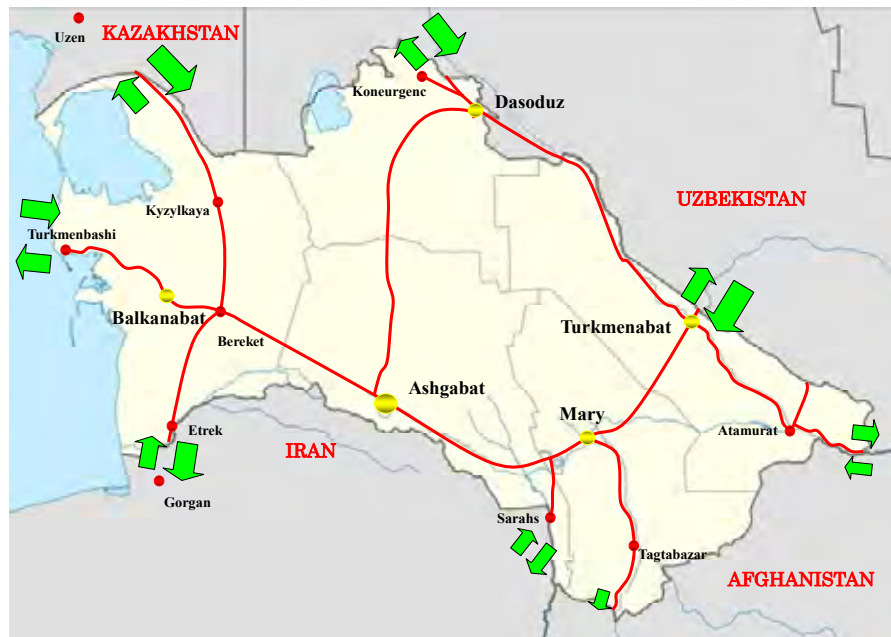 KAZAKHSTAN
Uzen
Koneurgenc
Dasoduz
UZBEKISTAN
Kyzylkaya
Turkmenbashi
Balkanabat
Turkmenabat
Bereket
Ashgabat
Mary
Etrek
Atamurat
IRAN
Gorgan
Sarahs
Tagtabazar
AFGHANISTAN